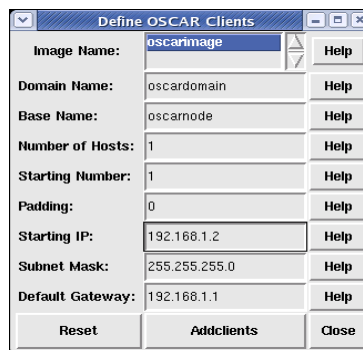 Define OSCAR Clients
Image Name: oscarimage Help
Domain Name: oscardomain Help
Base Name: oscarnode Help
Number of Hosts: 1 Help
Starting Number: 1 Help
Padding: 0 Help
Starting IP: 192.168.1.2 Help
Subnet Mask: 255.255.255.0 Help
Default Gateway: 192.168.1.1 Help
Reset Addclients Close